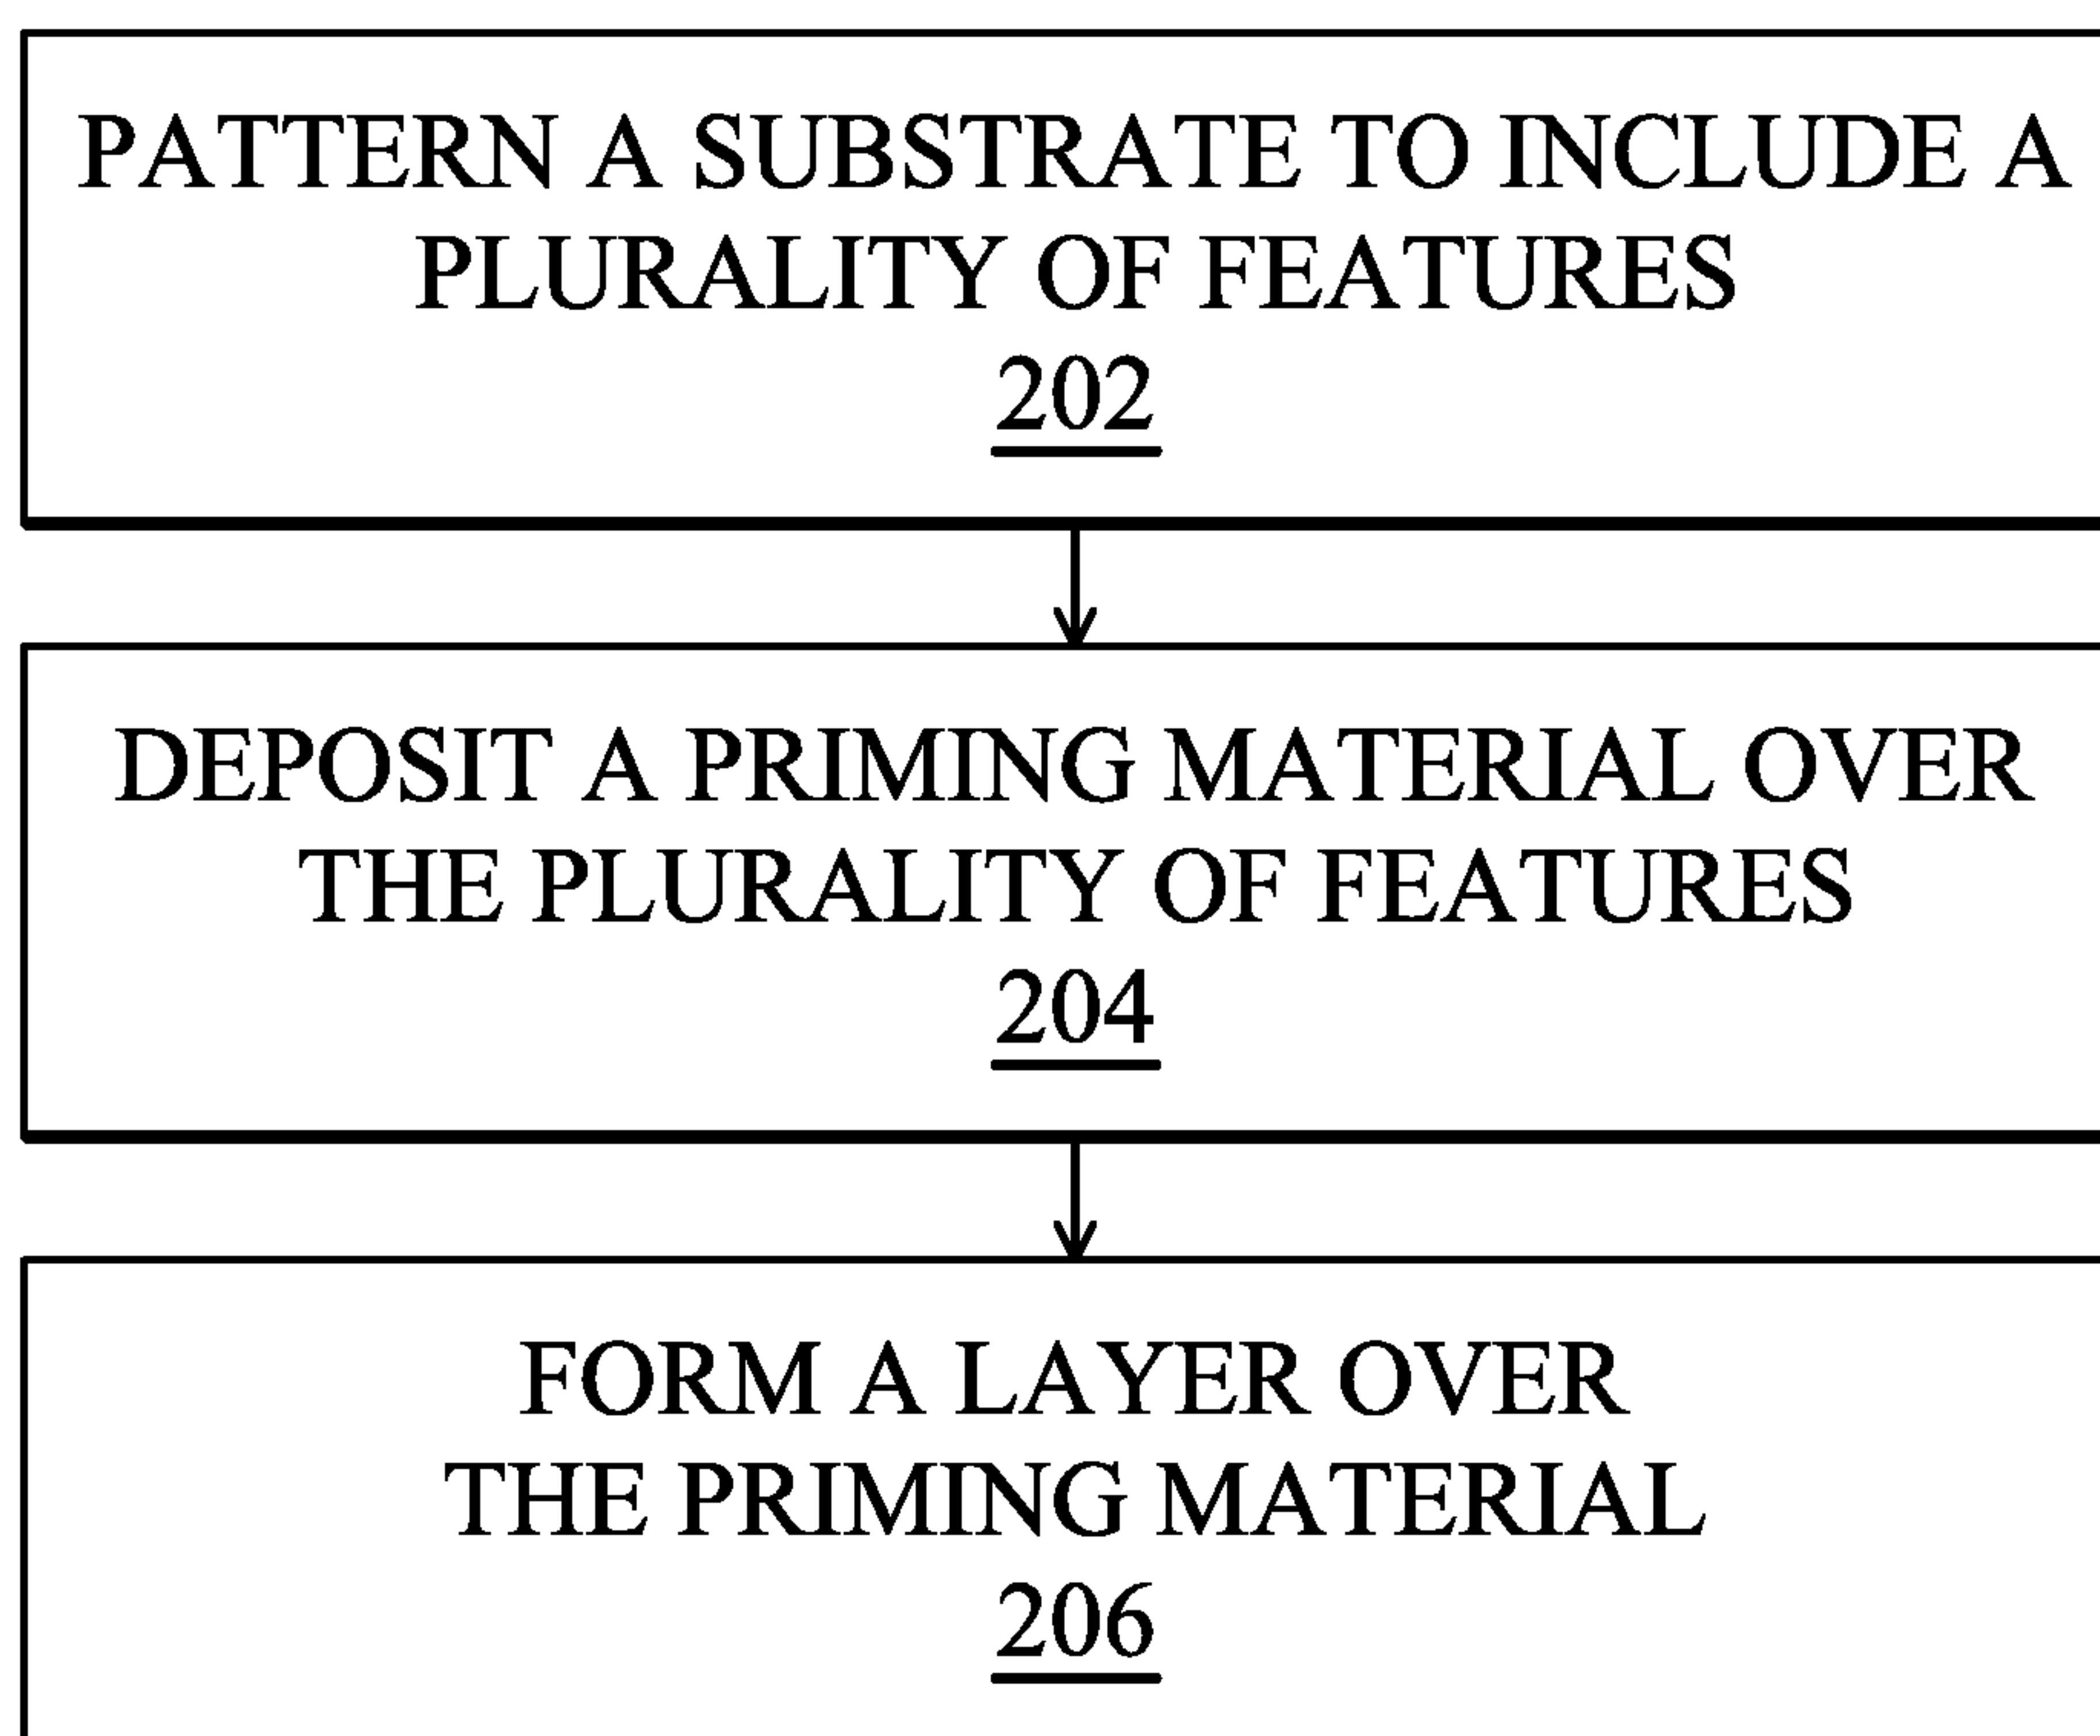 PATTERN A SUBSTRATE TO INCLUDE A
PLURALITY OF FEATURES
202
DEPOSIT A PRIMING MATERIAL OVER
THE PLURALITY OF FEATURES
204
FORM A LAYER OVER
THE PRIMING MATERIAL
206